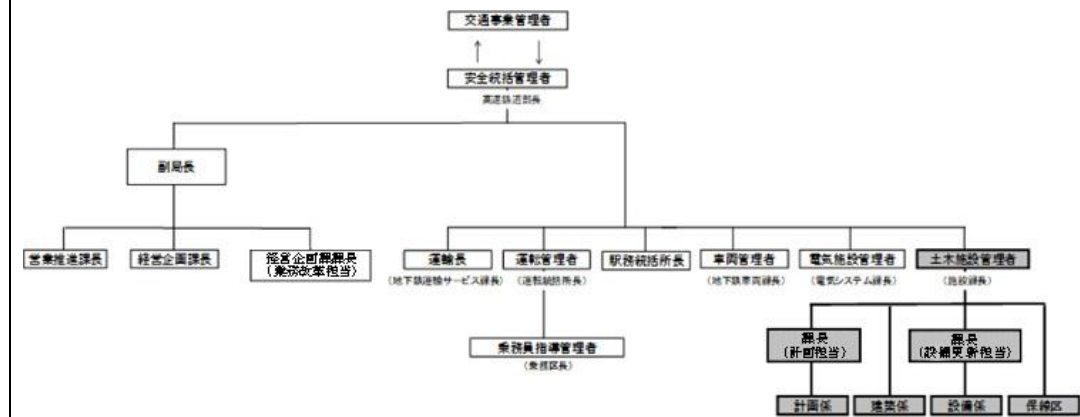 交通事業管理者
安全統括管理者
高速鉄道部長
副局長
営業推進課長
経営企画課長
経営企画課課長
(業務改革担当)
運輸長
(地下鉄運輸サービス課長)
運転管理者
(運転統括所長)
駅務統括所長
車両管理者
(地下鉄車両課長)
電気施設管理者
(電気システム課長)
土木施設管理者
(施設課長)
乗務員指導管理者
(乗務区長)
課長
(計画担当)
課長
(設備更新担当)
計画係
建築係
設備係
保線区